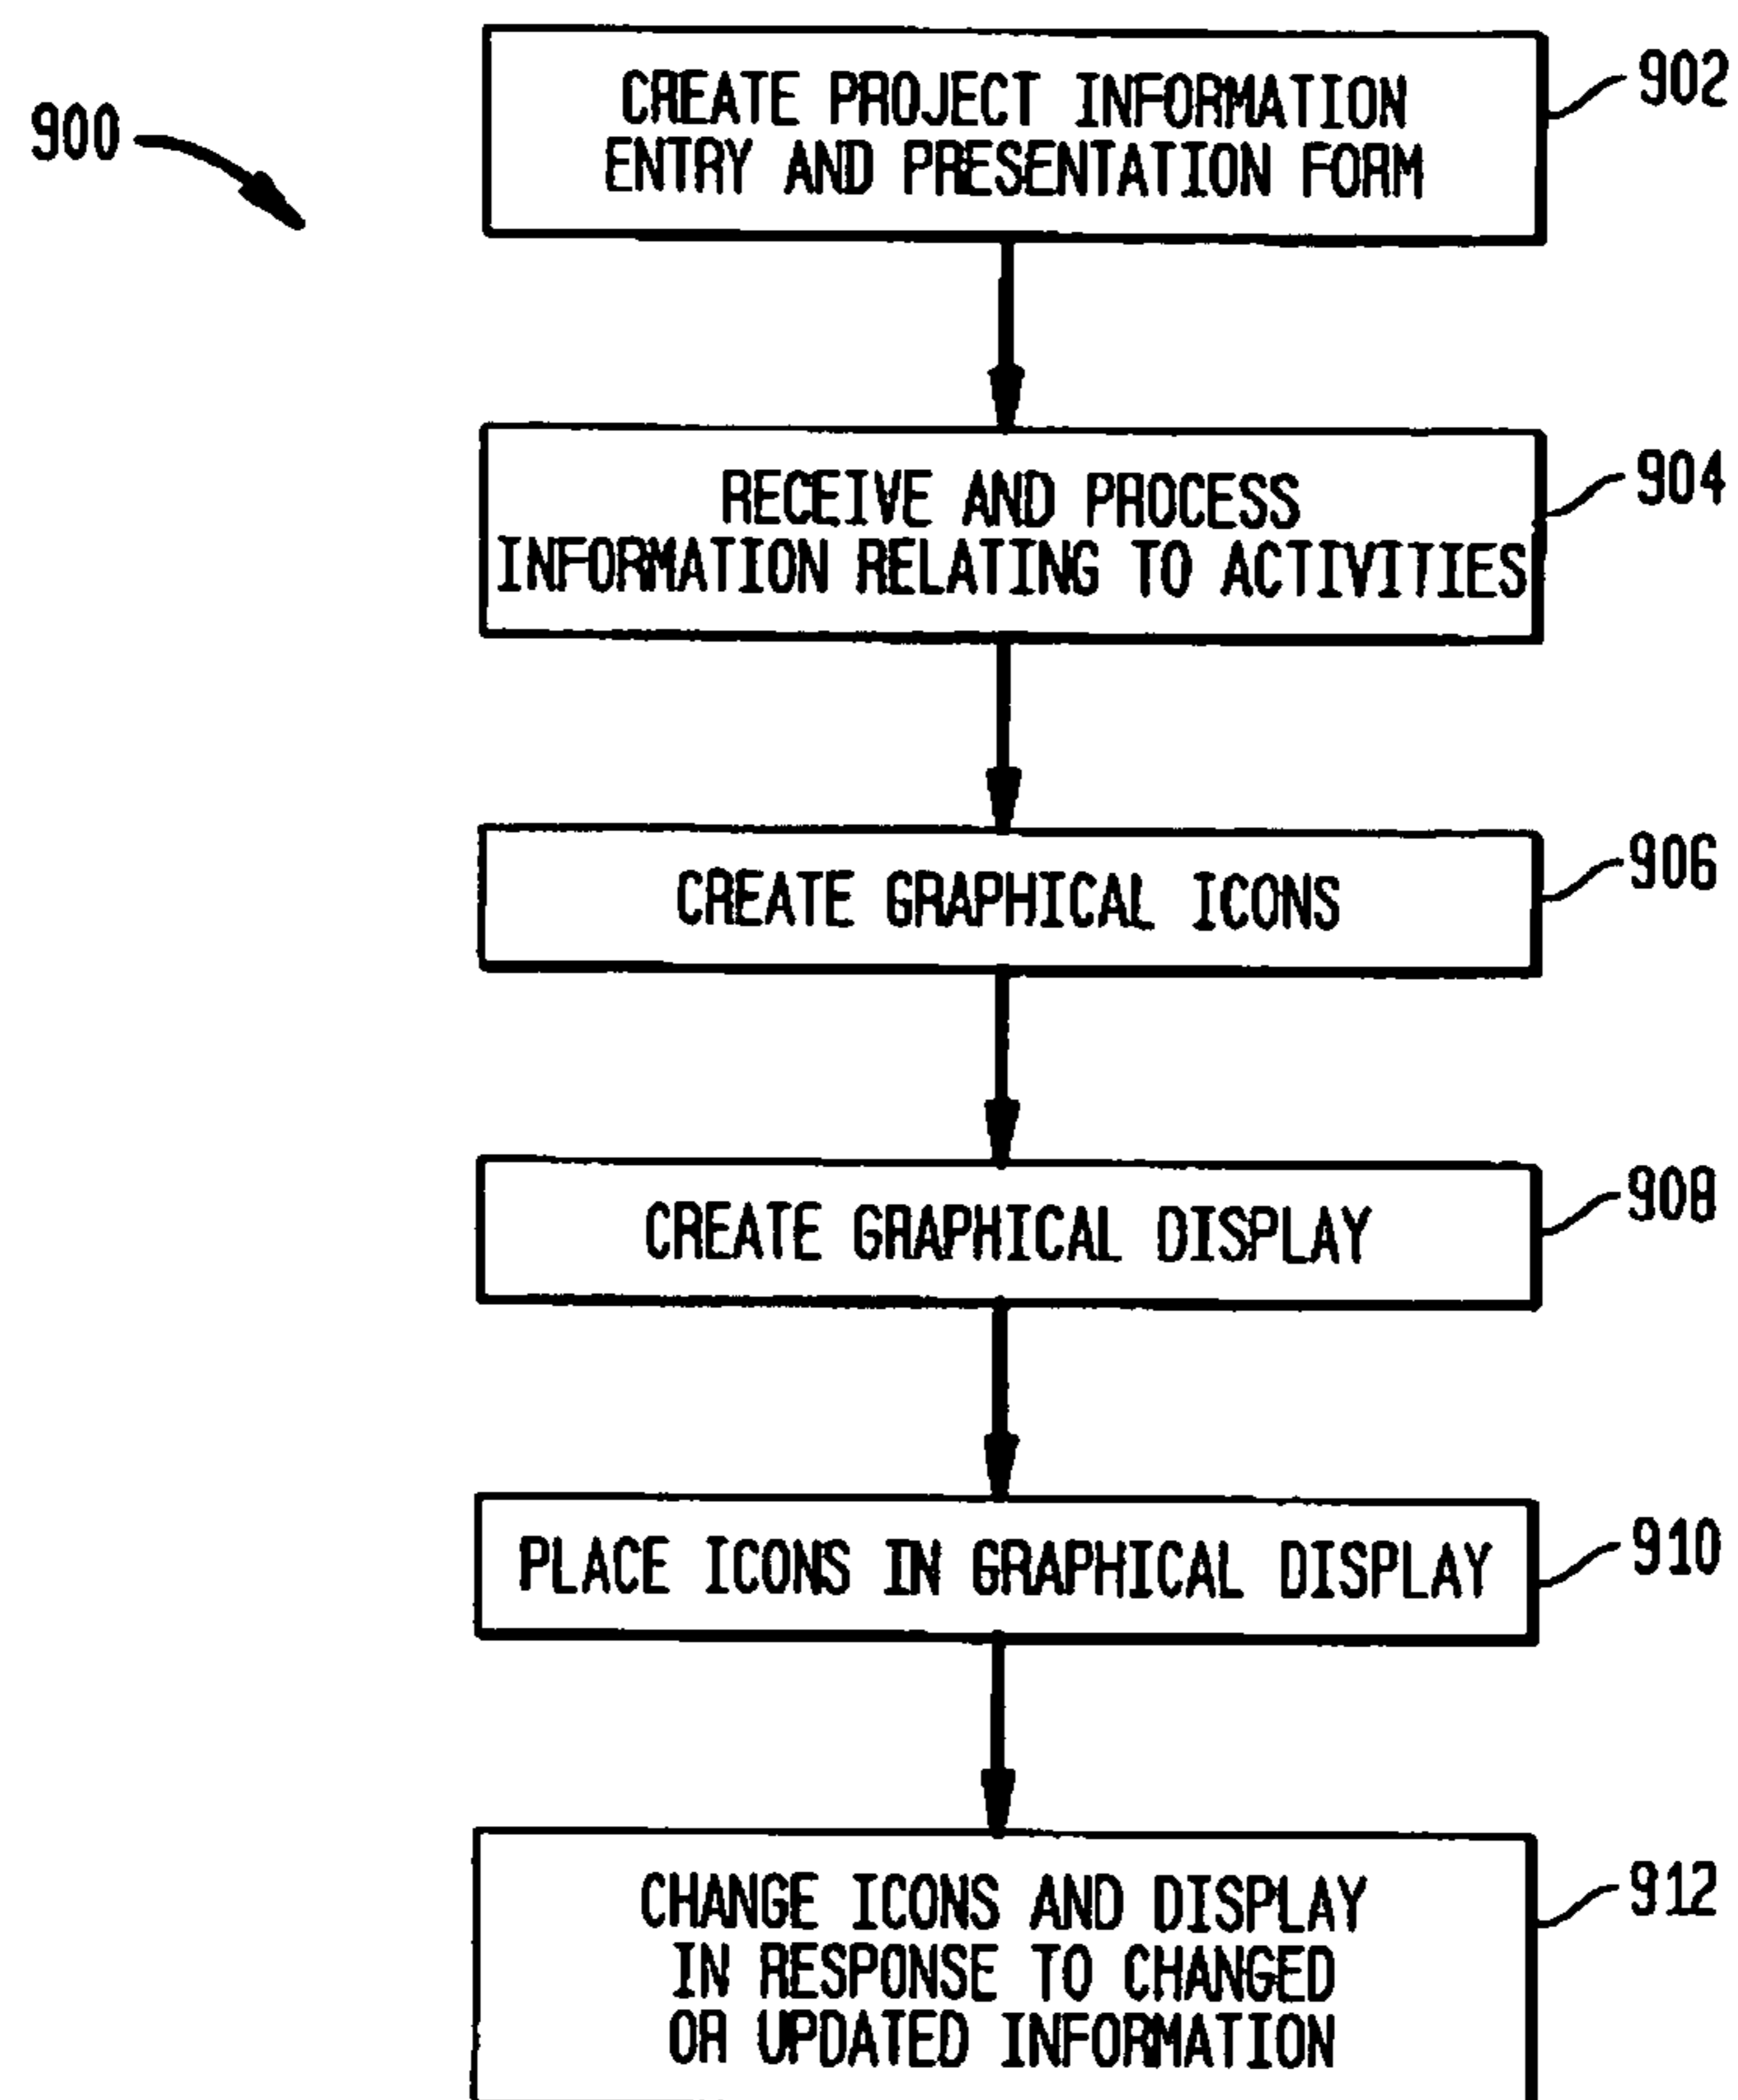 900
CREATE PROJECT INFORMATION
ENTRY AND PRESENTATION FORM
902
RECEIVE AND PROCESS
INFORMATION RELATING TO ACTIVITIES
904
CREATE GRAPHICAL ICONS
906
CREATE GRAPHICAL DISPLAY
908
PLACE ICONS IN GRAPHICAL DISPLAY
910
CHANGE ICONS AND DISPLAY
IN RESPONSE TO CHANGED
OR UPDATED INFORMATION
912